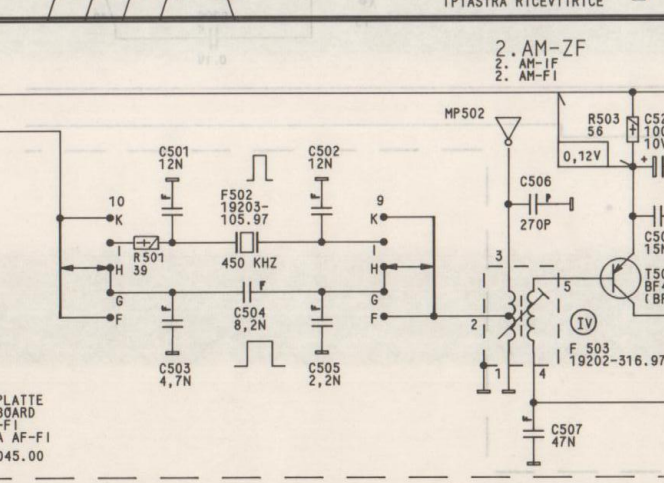 IPIASTRA RICEVITRICE
2.AM-ZF
2. AM-IF
2. AM-FI
MP502
R503
56
0,12V
+
C501
12N
C502
12N
F502
19203-
105.97
450 KHZ
10
K
I
H
G
F
R501
39
9
K
I
H
G
F
C504
8,2N
C503
4,7N
C505
2,2N
C506
270P
3
5
2
1
4
IV
F 503
19202-316.97
C507
47N
PLATTE
BOARD
-FI
A AF-FI
045.00